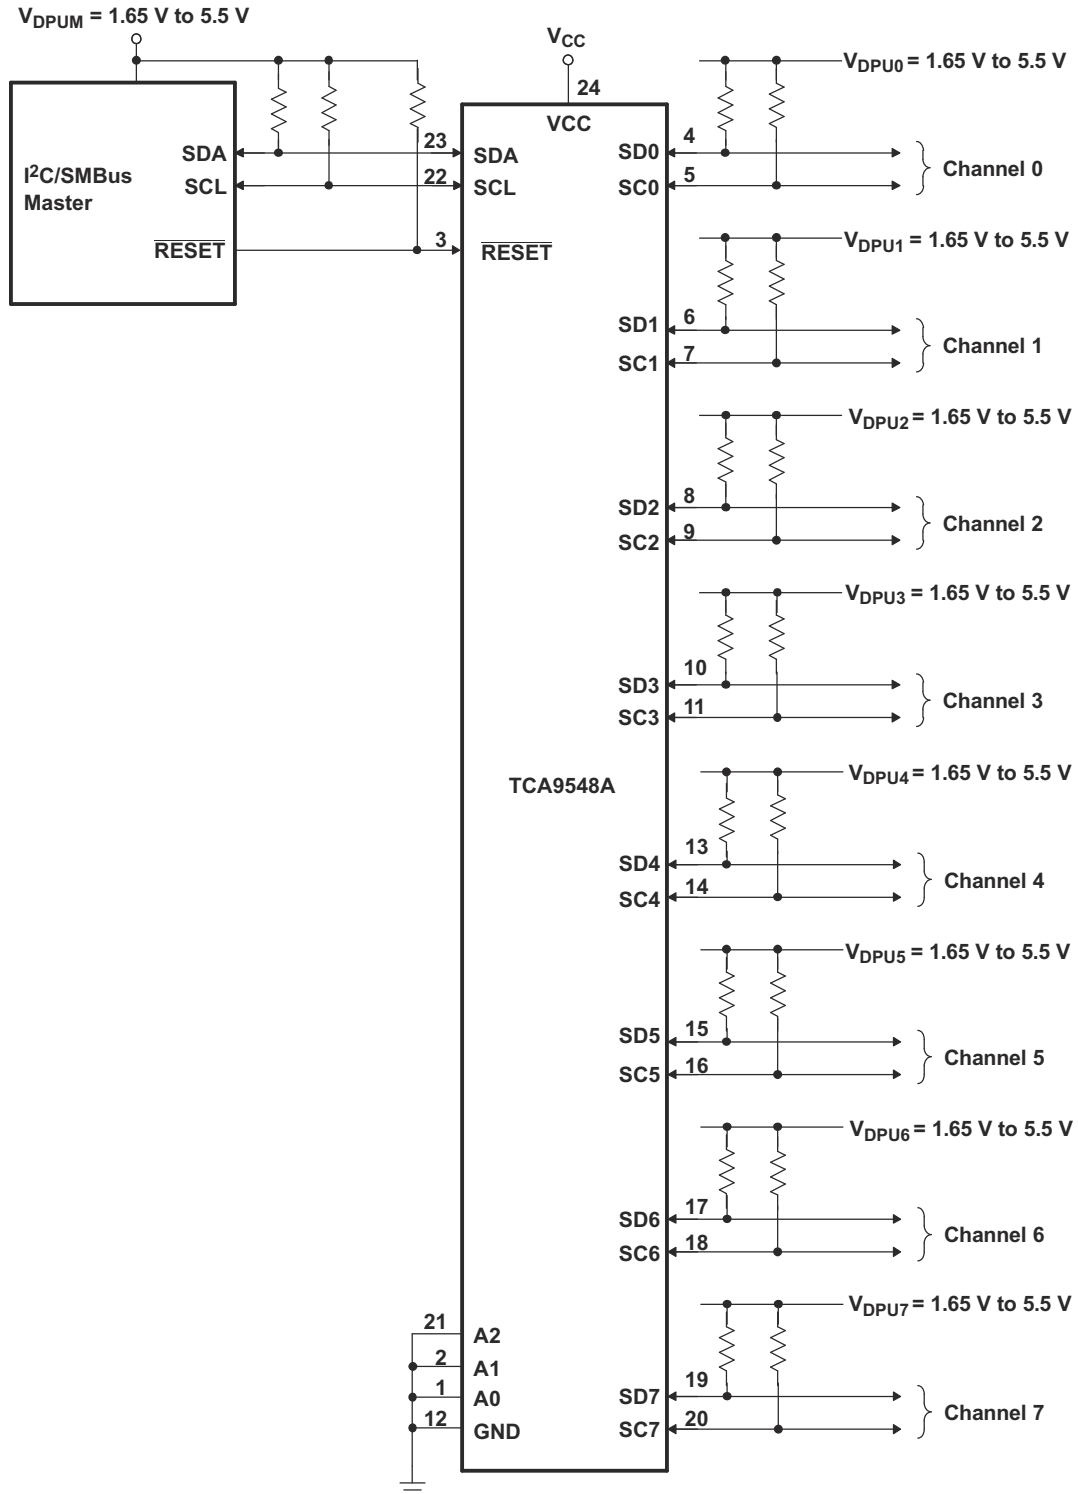 VDPUM = 1.65 V to 5.5 V
VCC
24
VCC
I2C/SMBus
Master
SDA
SCL
RESET
23
22
3
SDA
SCL
RESET
TCA9548A
21
2
1
12
A2
A1
A0
GND
VDPU0 = 1.65 V to 5.5 V
SD0 4
SC0 5
Channel 0
VDPU1 = 1.65 V to 5.5 V
SD1 6
SC1 7
Channel 1
VDPU2 = 1.65 V to 5.5 V
SD2 8
SC2 9
Channel 2
VDPU3 = 1.65 V to 5.5 V
SD3 10
SC3 11
Channel 3
VDPU4 = 1.65 V to 5.5 V
SD4 13
SC4 14
Channel 4
VDPU5 = 1.65 V to 5.5 V
SD5 15
SC5 16
Channel 5
VDPU6 = 1.65 V to 5.5 V
SD6 17
SC6 18
Channel 6
VDPU7 = 1.65 V to 5.5 V
SD7 19
SC7 20
Channel 7